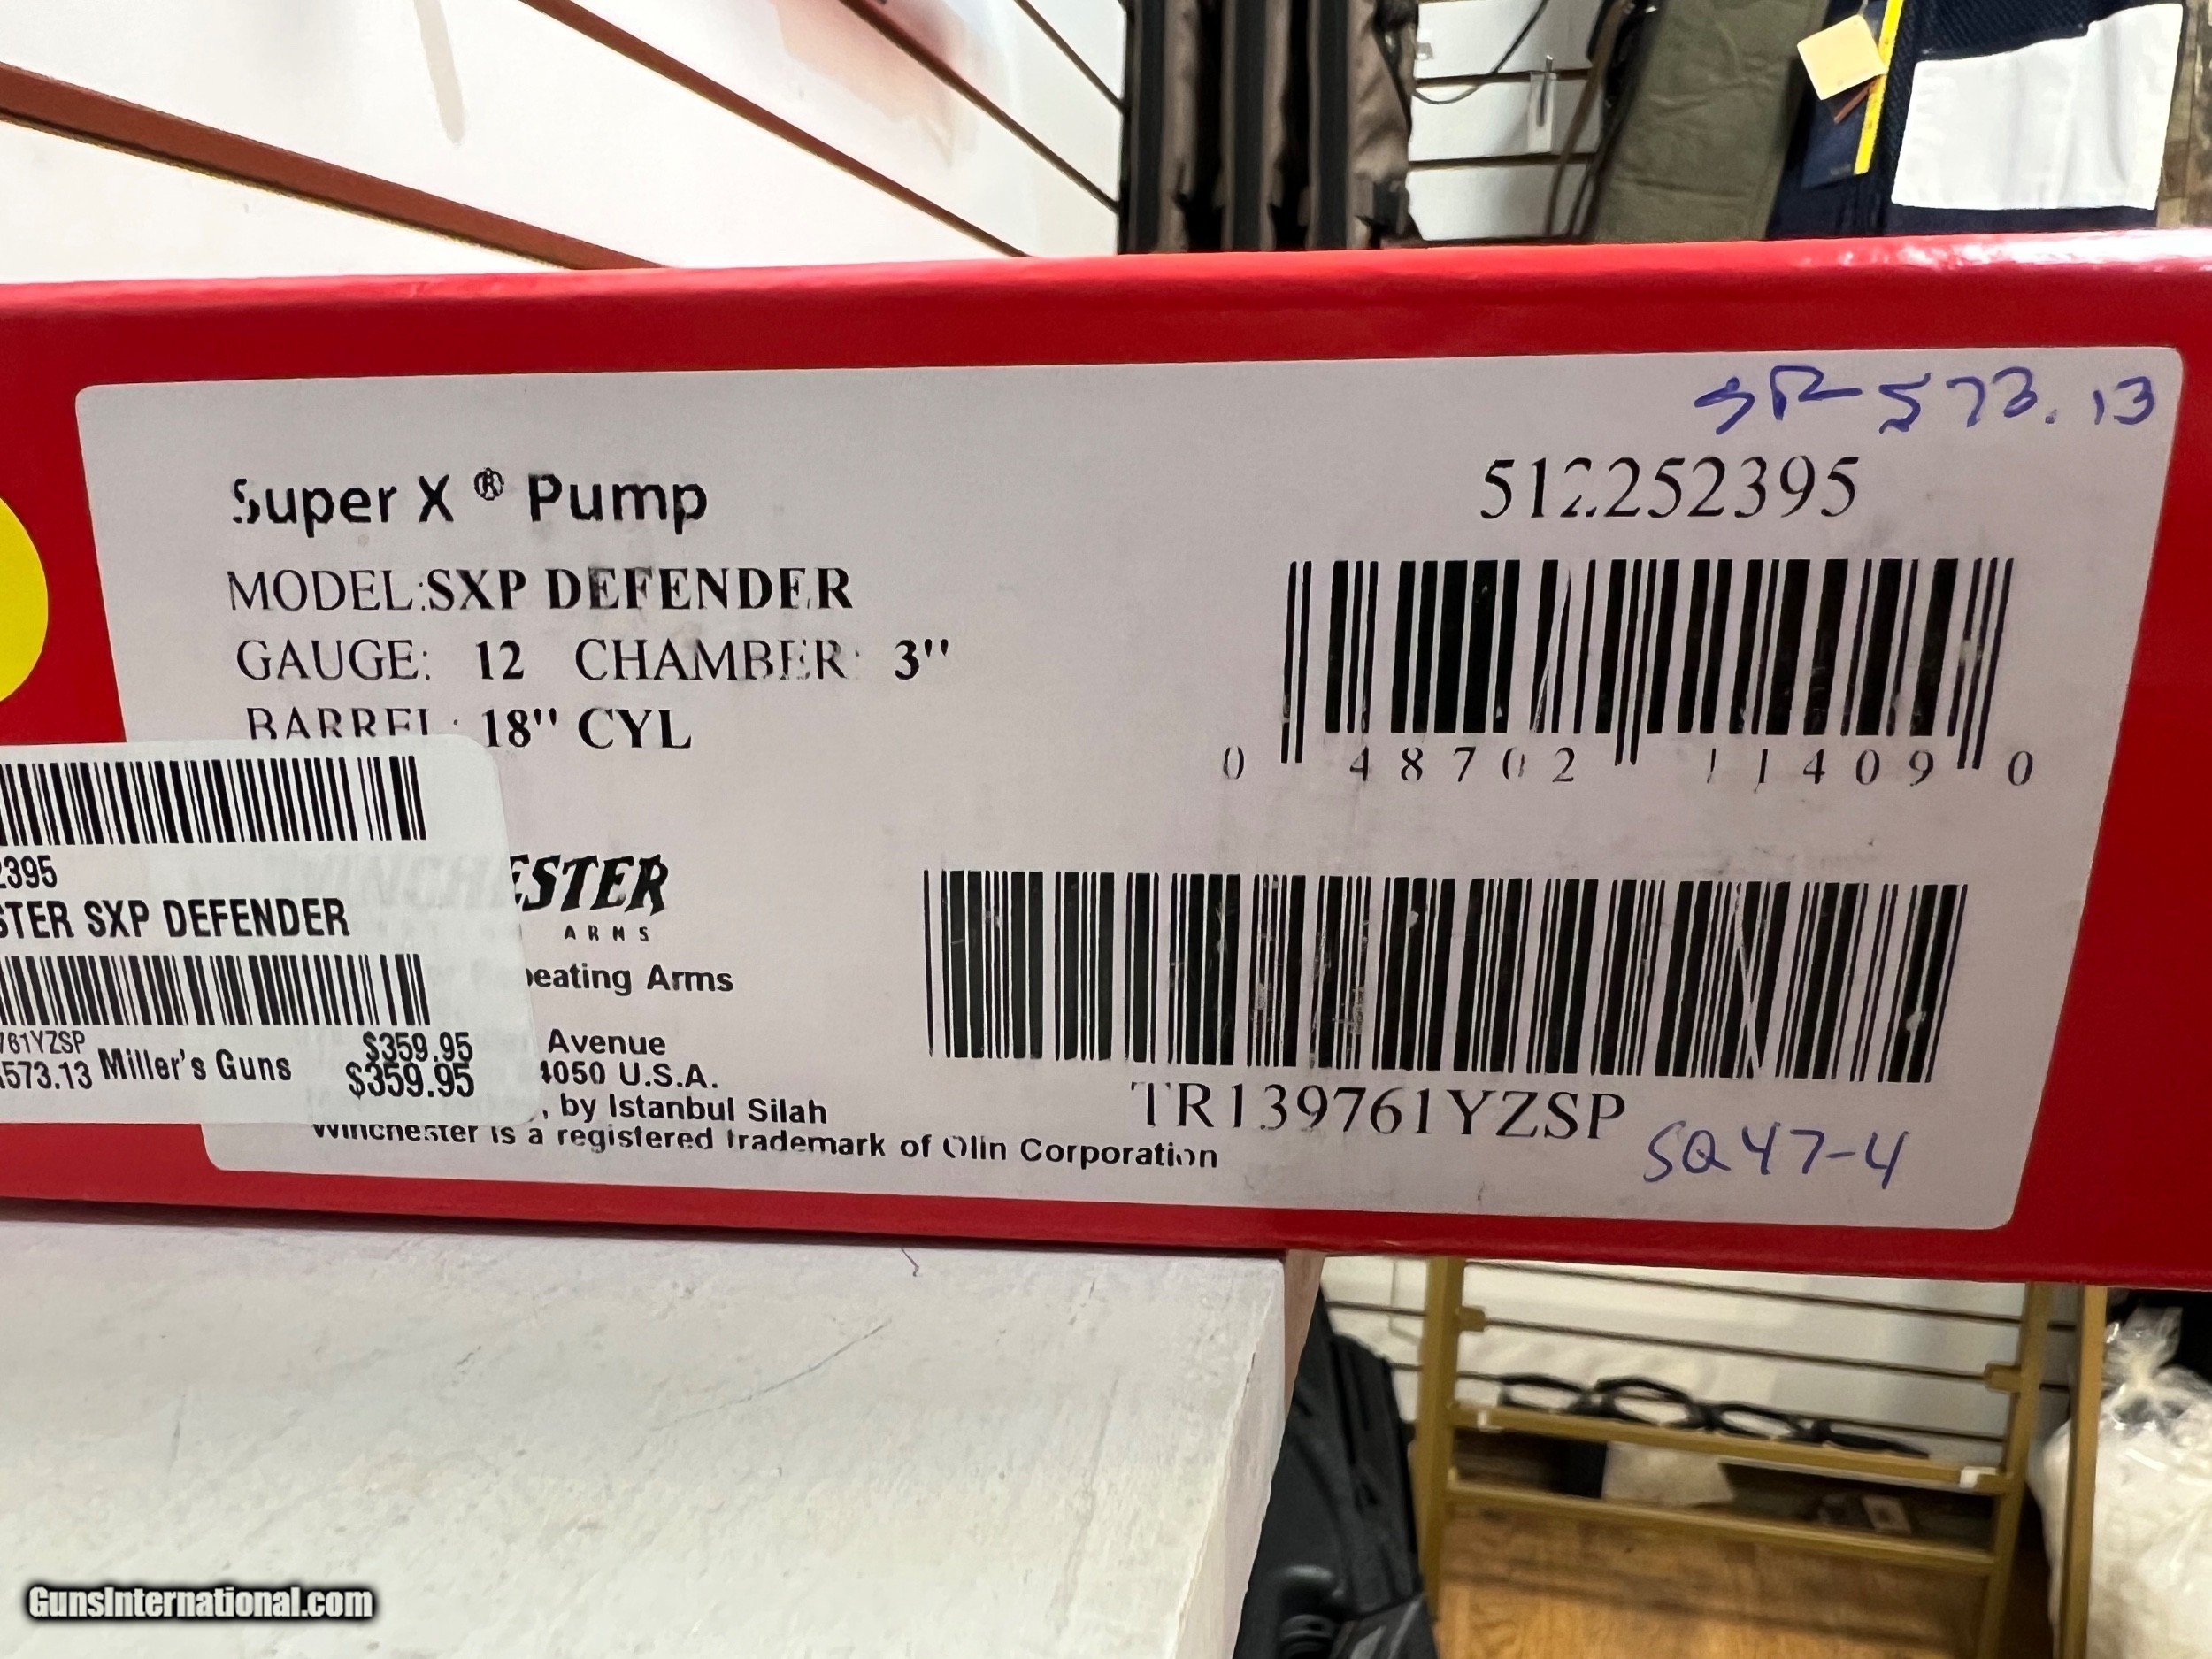 573.13
512252395
Super X ® Pump
MODEL:SXP DEFENDER
GAUGE: 12 CHAMBER: 3"
BARREL: 18" CYL
0 48702 11409 0
2395
STER SXP DEFENDER
761YZSP
$359.95
573.13 Miller's Guns $359.95
ESTER
ARMS
eating Arms
Avenue
4050 U.S.A.
, by Istanbul Silah
Winchester is a registered trademark of Olin Corporation
TR139761YZSP
SQ47-4
GunsInternational.com